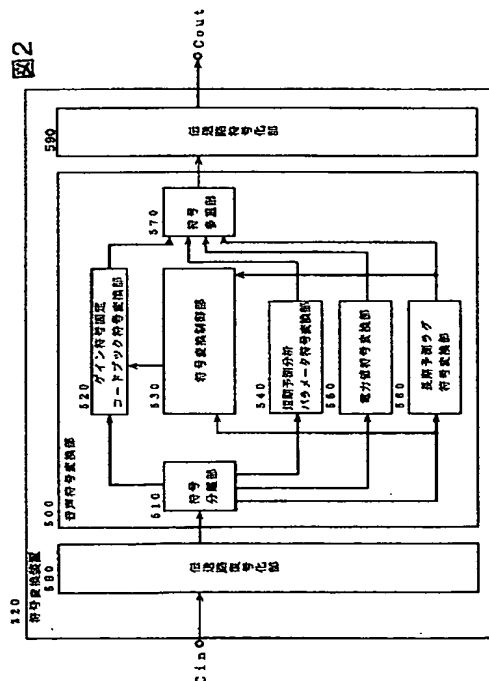 図2
320
符号変換装置
580
伝送路復号化部
Cin
500
音声符号変換部
510
符号
分離部
520
ゲイン符号固定
コードブック符号変換部
530
符号変換制御部
540
短期予測分析
パラメータ符号変換部
550
電力値符号変換部
560
長期予測ラグ
符号変換部
570
符号
多重部
590
伝送路符号化部
Cout